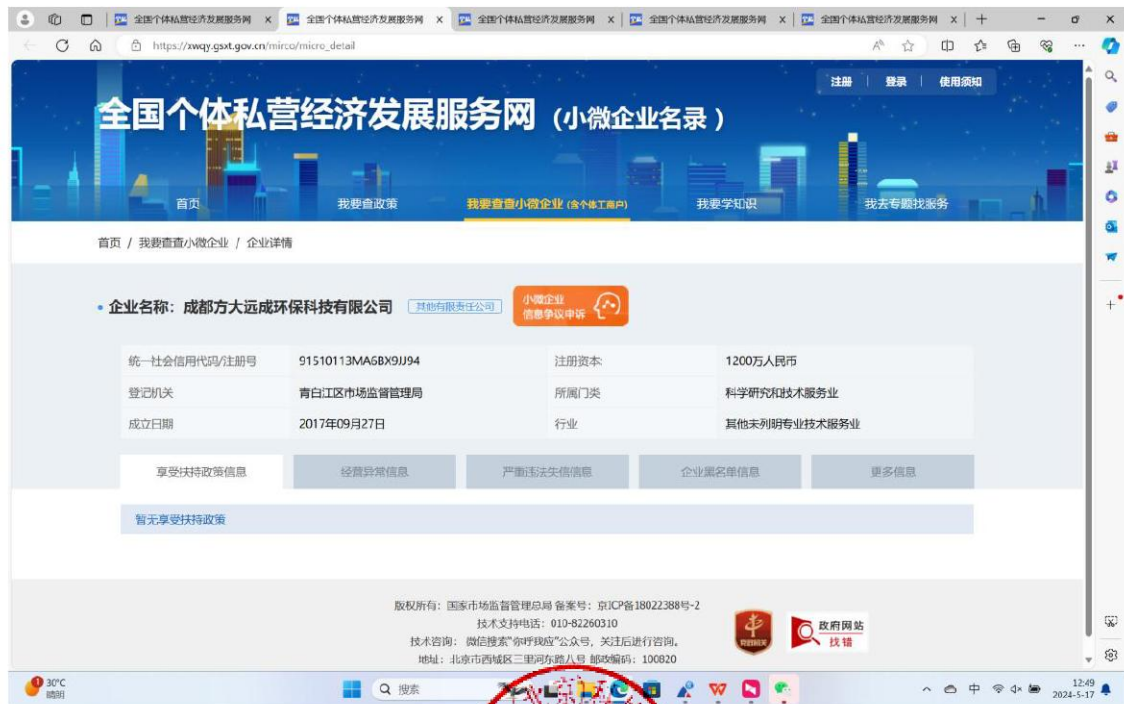 全国个体私营经济发展服务网 全国个体私营经济发展服务网 全国个体私营经济发展服务网 全国个体私营经济发展服务网 全国个体私营经济发展服务网
https://xwqy.gsxt.gov.cn/mirco/micro_detail
注册 登录 使用须知
全国个体私营经济发展服务网（小微企业名录）
首页 我要查政策 我要查查小微企业 (含个体工商户) 我要学知识 我去专题找服务
首页 / 我要查查小微企业 / 企业详情
企业名称：成都方大远成环保科技有限公司 其他有限责任公司 小微企业
信息争议申诉
统一社会信用代码/注册号 91510113MA6BX9JJ94 注册资本: 1200万人民币
登记机关 青白江区市场监督管理局 所属门类 科学研究和技术服务业
成立日期 2017年09月27日 行业 其他未列明专业技术服务业
享受扶持政策信息 经营异常信息 严重违法失信信息 企业黑名单信息 更多信息
暂无享受扶持政策
版权所有：国家市场监督管理总局 备案号：京ICP备18022388号-2
技术支持电话：010-82260310
技术咨询：微信搜索“你呼我应”公众号，关注后进行咨询。
地址：北京市西城区三里河东路八号 邮政编码：100820
党政机关
政府网站
找错
30°C
晴朗
搜索
中
12:49
2024-5-17